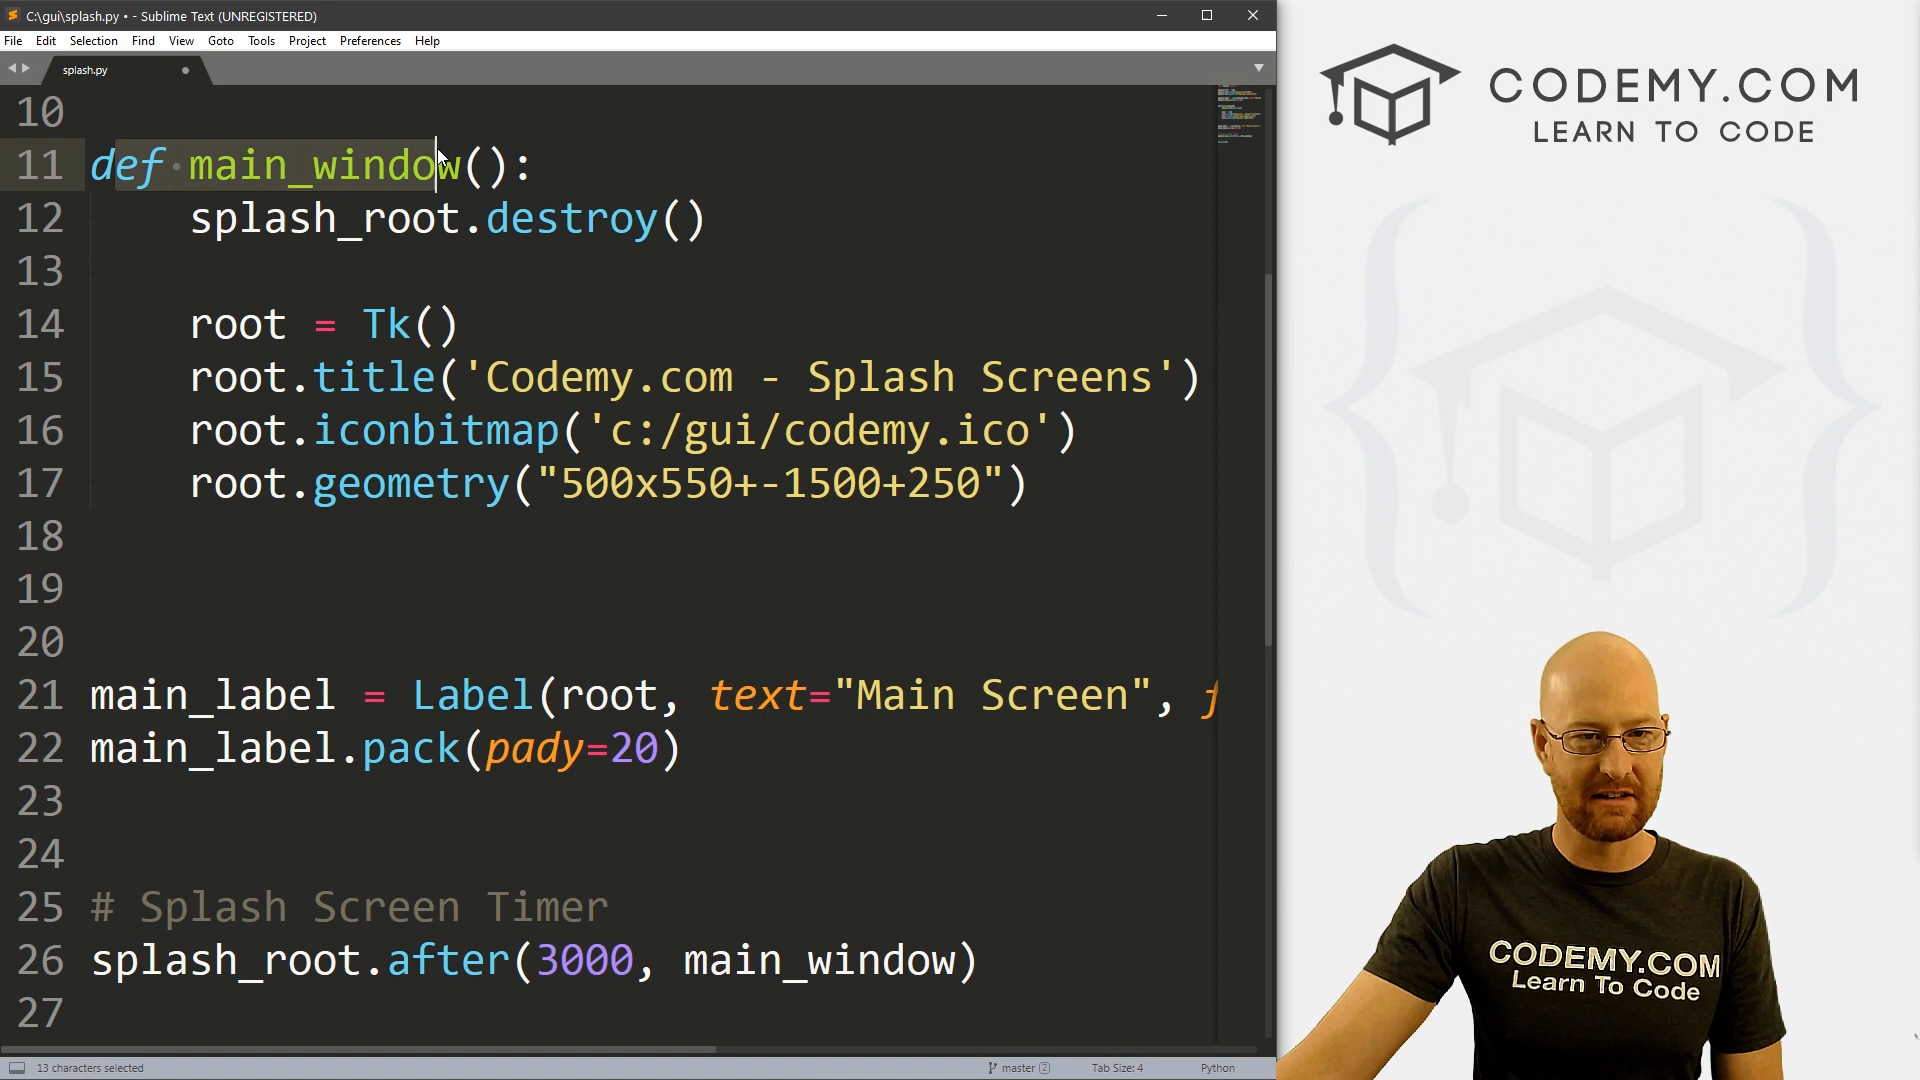 C:\gui\splash.py • - Sublime Text (UNREGISTERED)
File Edit Selection Find View Goto Tools Project Preferences Help
splash.py
10
11 def main_window():
12 splash_root.destroy()
13
14 root = Tk()
15 root.title('Codemy.com - Splash Screens')
16 root.iconbitmap('c:/gui/codemy.ico')
17 root.geometry("500x550+-1500+250")
18
19
20
21 main_label = Label(root, text="Main Screen", f
22 main_label.pack(pady=20)
23
24
25 # Splash Screen Timer
26 splash_root.after(3000, main_window)
27
13 characters selected
master 2
Tab Size: 4
Python
CODEMY.COM
LEARN TO CODE
CODEMY.COM
Learn To Code